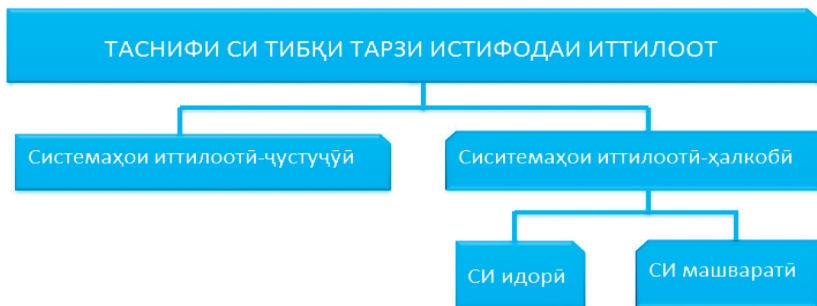 ТАСНИФИ СИ ТИБҚИ ТАРЗИ ИСТИФОДАИ ИТТИЛООТ
Системаҳои иттилоотӣ-ҷустуҷӯӣ
Сиситемаҳои иттилоотӣ-ҳалкобӣ
СИ идорӣ
СИ машваратӣ